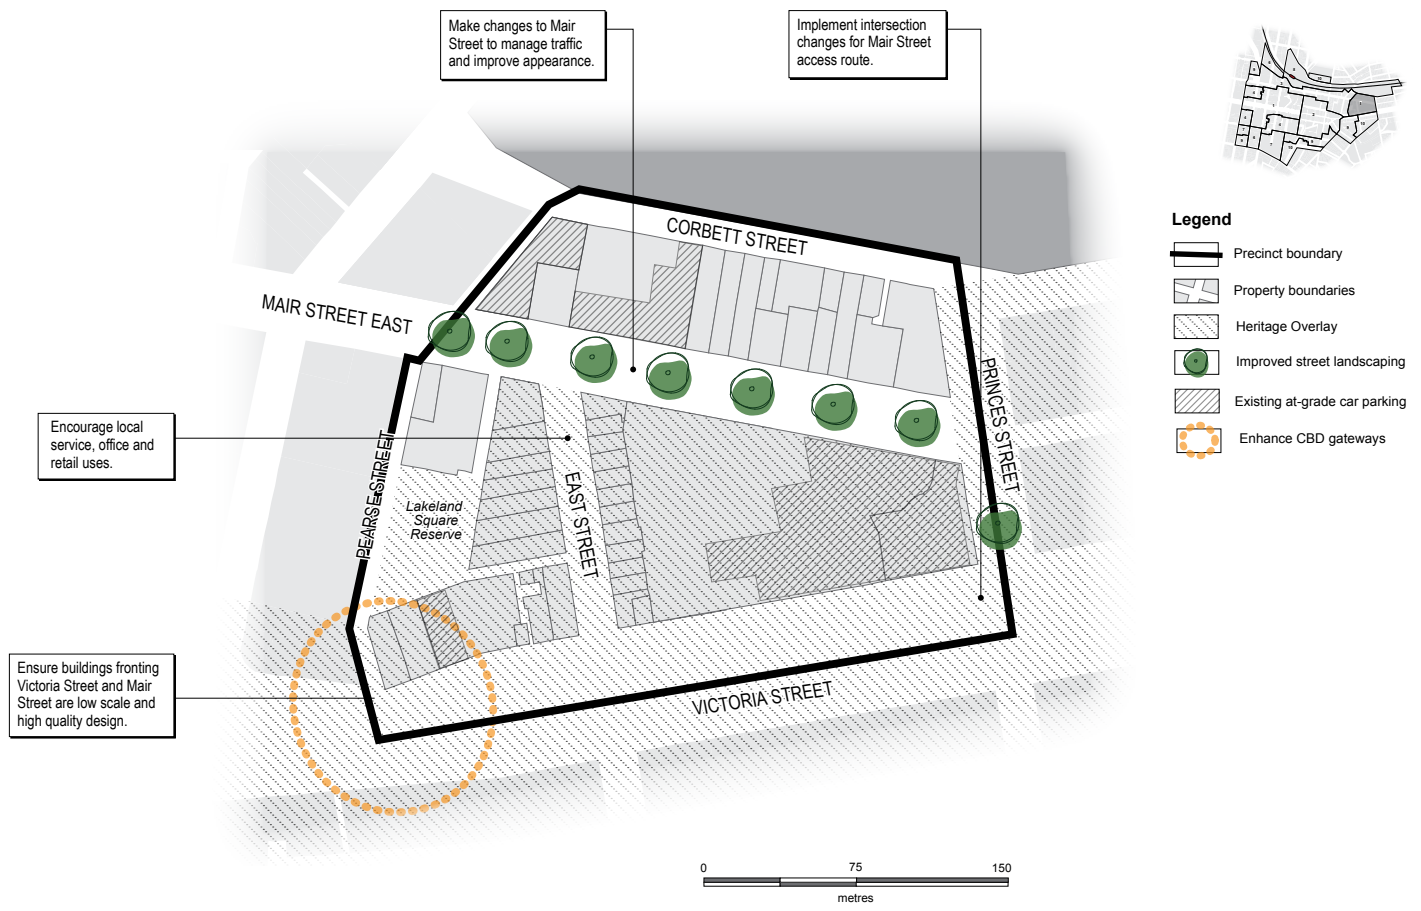 Make changes to Mair
Street to manage traffic
and improve appearance.
Implement intersection
changes for Mair Street
access route.
CORBETT STREET
MAIR STREET EAST
PRINCES STREET
PEARSE STREET
Lakeland
Square
Reserve
EAST STREET
VICTORIA STREET
Encourage local
service, office and
retail uses.
Ensure buildings fronting
Victoria Street and Mair
Street are low scale and
high quality design.
Legend
Precinct boundary
Property boundaries
Heritage Overlay
Improved street landscaping
Existing at-grade car parking
Enhance CBD gateways
0 75 150
metres